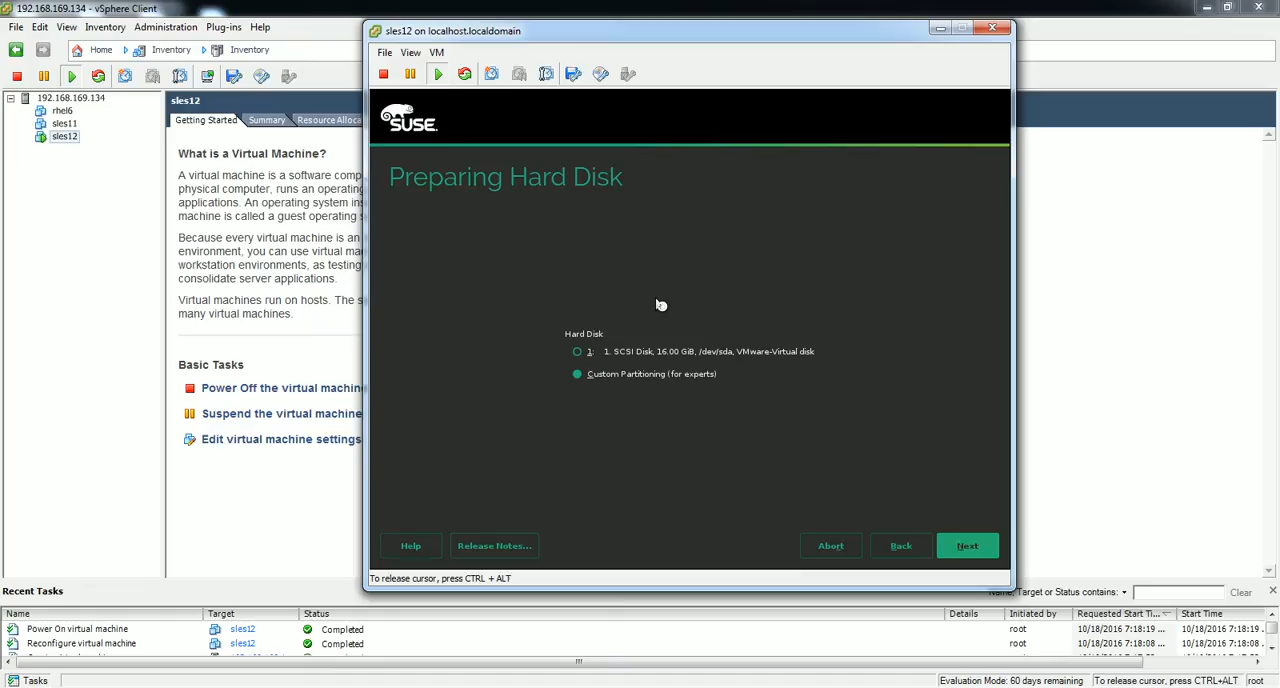 192.168.169.134 - vSphere Client
File Edit View Inventory Administration Plug-ins Help
Home Inventory Inventory
192.168.169.134
rhel6
sles11
sles12
sles12
Getting Started Summary Resource Alloca
What is a Virtual Machine?
A virtual machine is a software comp
physical computer, runs an operating
applications. An operating system ins
machine is called a guest operating s
Because every virtual machine is an
environment, you can use virtual ma
workstation environments, as testing
consolidate server applications.
Virtual machines run on hosts. The s
many virtual machines.
Basic Tasks
Power Off the virtual machin
Suspend the virtual machine
Edit virtual machine settings
sles12 on localhost.localdomain
File View VM
SUSE.
Preparing Hard Disk
Hard Disk
1: 1. SCSI Disk, 16.00 GiB, /dev/sda, VMware-Virtual disk
Custom Partitioning (for experts)
Help Release Notes... Abort Back Next
To release cursor, press CTRL + ALT
Recent Tasks
Name, Target or Status contains: Clear
Name Target Status Details Initiated by Requested Start Ti... Start Time
Power On virtual machine sles12 Completed root 10/18/2016 7:18:19 ... 10/18/2016 7:18:19 .
Reconfigure virtual machine sles12 Completed root 10/18/2016 7:18:08 ... 10/18/2016 7:18:08 .
Tasks Evaluation Mode: 60 days remaining To release cursor, press CTRL+ALT root